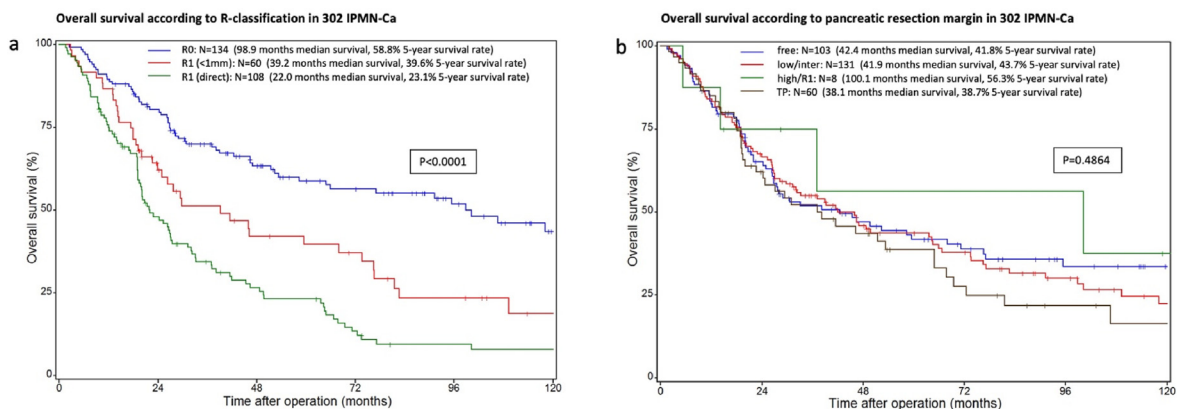 Overall survival according to R-classification in 302 IPMN-Ca
a
R0: N=134 (98.9 months median survival, 58.8% 5-year survival rate)
R1 (<1mm): N=60 (39.2 months median survival, 39.6% 5-year survival rate)
R1 (direct): N=108 (22.0 months median survival, 23.1% 5-year survival rate)
P<0.0001
Overall survival (%)
100
75
50
25
0
0 24 48 72 96 120
Time after operation (months)
Overall survival according to pancreatic resection margin in 302 IPMN-Ca
b
free: N=103 (42.4 months median survival, 41.8% 5-year survival rate)
low/inter: N=131 (41.9 months median survival, 43.7% 5-year survival rate)
high/R1: N=8 (100.1 months median survival, 56.3% 5-year survival rate)
TP: N=60 (38.1 months median survival, 38.7% 5-year survival rate)
P=0.4864
Overall survival (%)
100
75
50
25
0
0 24 48 72 96 120
Time after operation (months)